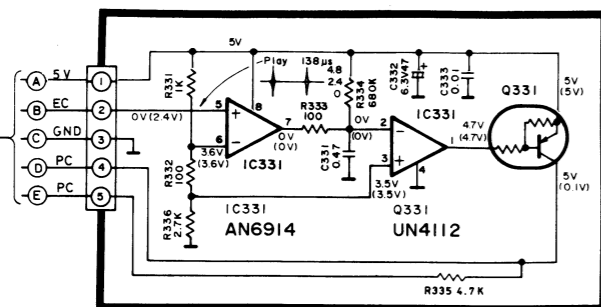 5V
Play
138μs
4.8
2.4
0
R331
1K
R334
680K
C332
6.3V47
C333
0.01
Q331
5V
(5V)
A 5V 1
B EC 2
C GND 3
D PC 4
E PC 5
0V(2.4V)
5
+
8
6
−
7
IC331
3.6V
(3.6V)
R333
100
0V
(0V)
0V
(0V)
C331
0.47
IC331
2
−
3
+
1
4
4.7V
(4.7V)
3.5V
(3.5V)
5V
(0.1V)
R332
100
R336
2.7K
IC331
AN6914
Q331
UN4112
R335 4.7K